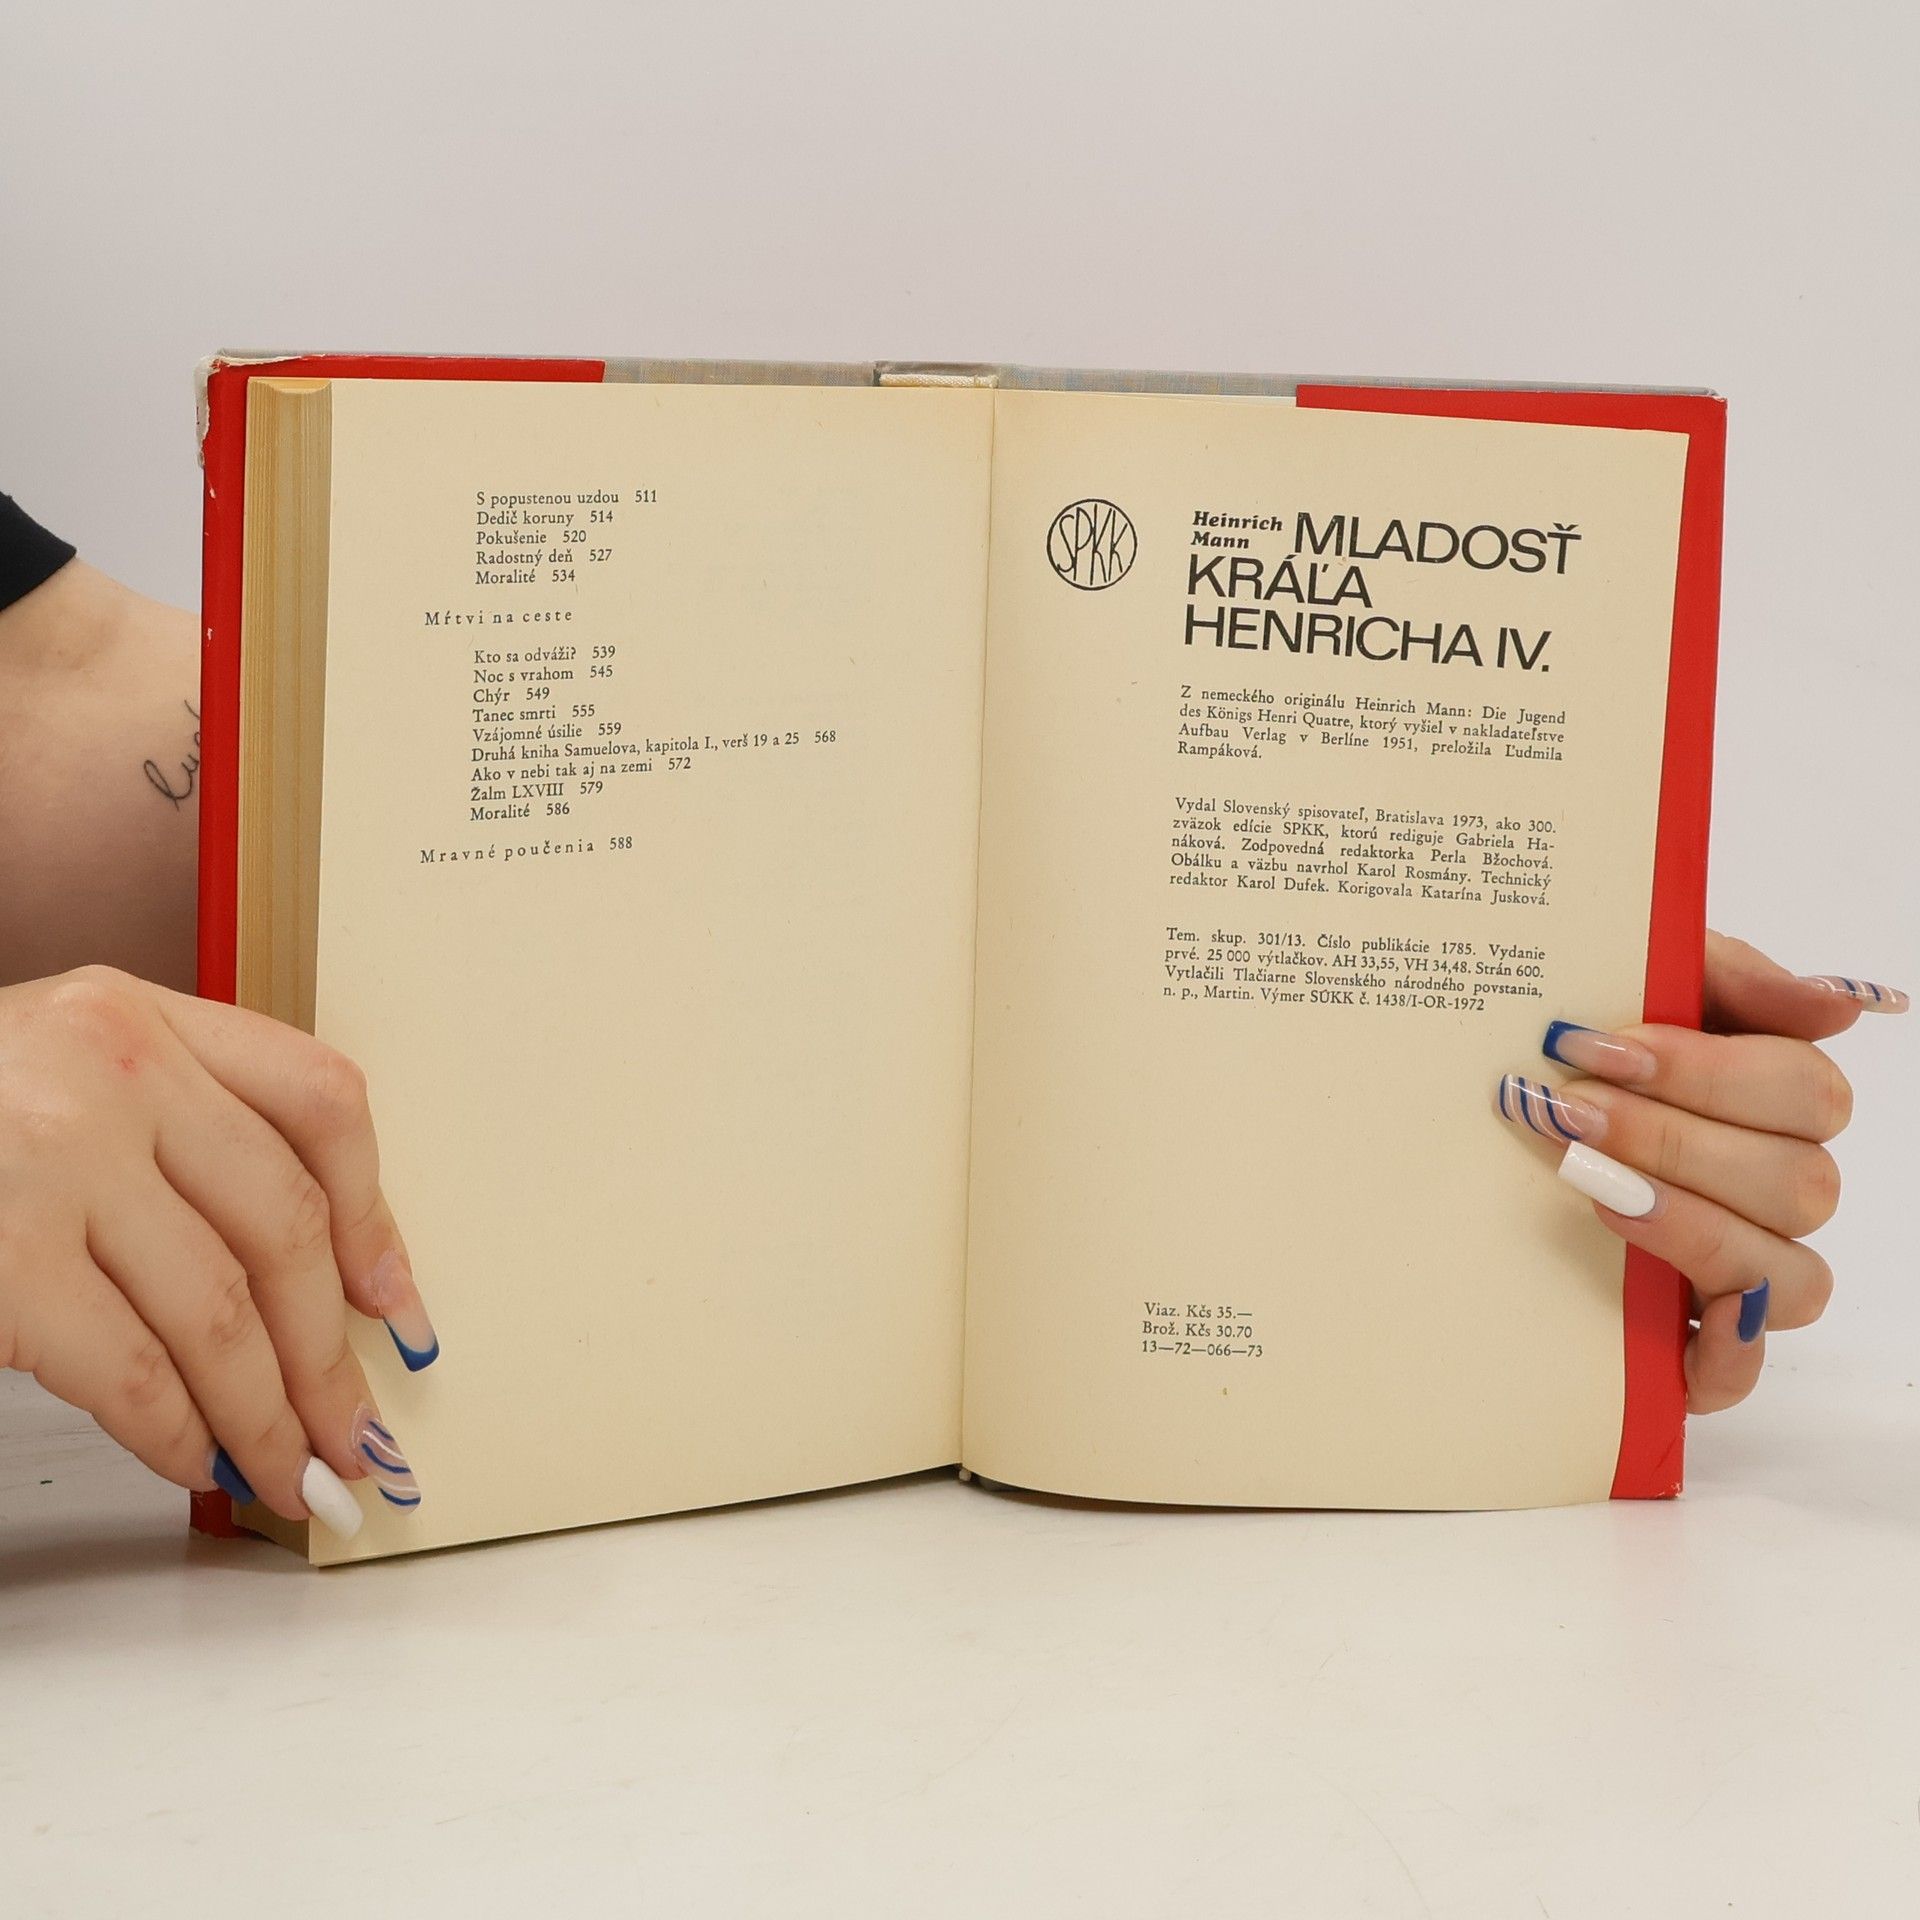 S popustenou uzdou 511
Dedič koruny 514
Pokušenie 520
Radostný deň 527
Moralité 534
Mŕtvi na ceste
Kto sa odváži? 539
Noc s vrahom 545
Chýr 549
Tanec smrti 555
Vzájomné úsilie 559
Druhá kniha Samuelova, kapitola I., verš 19 a 25 568
Ako v nebi tak aj na zemi 572
Žalm LXVIII 579
Moralité 586
Mravné poučenia 588
SPKK
Heinrich
Mann MLADOSŤ
KRÁĽA
HENRICHA IV.
Z nemeckého originálu Heinrich Mann: Die Jugend
des Königs Henri Quatre, ktorý vyšiel v nakladateľstve
Aufbau Verlag v Berlíne 1951, preložila Ľudmila
Rampáková.
Vydal Slovenský spisovateľ, Bratislava 1973, ako 300.
zväzok edície SPKK, ktorú rediguje Gabriela Ha-
náková. Zodpovedná redaktorka Perla Bžochová.
Obálku a väzbu navrhol Karol Rosmány. Technický
redaktor Karol Dufek. Korigovala Katarína Jusková.
Tem. skup. 301/13. Číslo publikácie 1785. Vydanie
prvé. 25 000 výtlačkov. AH 33,55, VH 34,48. Strán 600.
Vytlačili Tlačiarne Slovenského národného povstania,
n. p., Martin. Výmer SÚKK č. 1438/I-OR-1972
Viaz. Kčs 35.—
Brož. Kčs 30.70
13—72—066—73